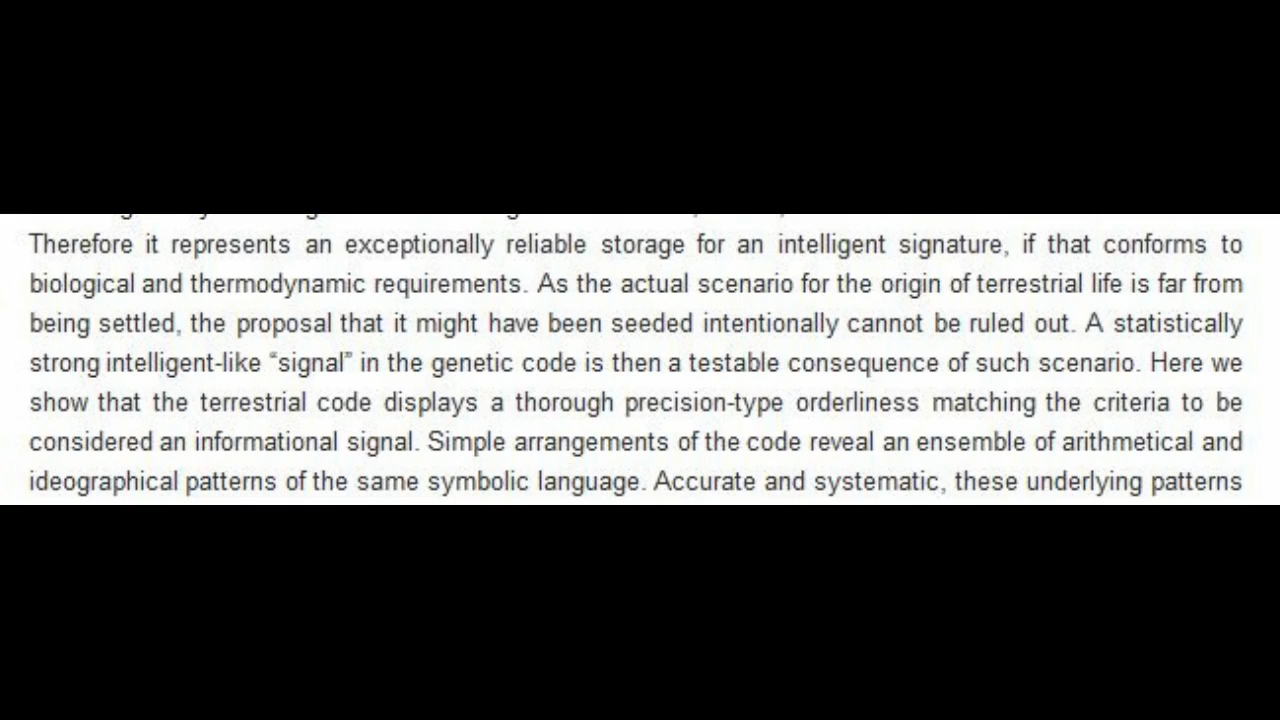 Therefore it represents an exceptionally reliable storage for an intelligent signature, if that conforms to
biological and thermodynamic requirements. As the actual scenario for the origin of terrestrial life is far from
being settled, the proposal that it might have been seeded intentionally cannot be ruled out. A statistically
strong intelligent-like “signal” in the genetic code is then a testable consequence of such scenario. Here we
show that the terrestrial code displays a thorough precision-type orderliness matching the criteria to be
considered an informational signal. Simple arrangements of the code reveal an ensemble of arithmetical and
ideographical patterns of the same symbolic language. Accurate and systematic, these underlying patterns